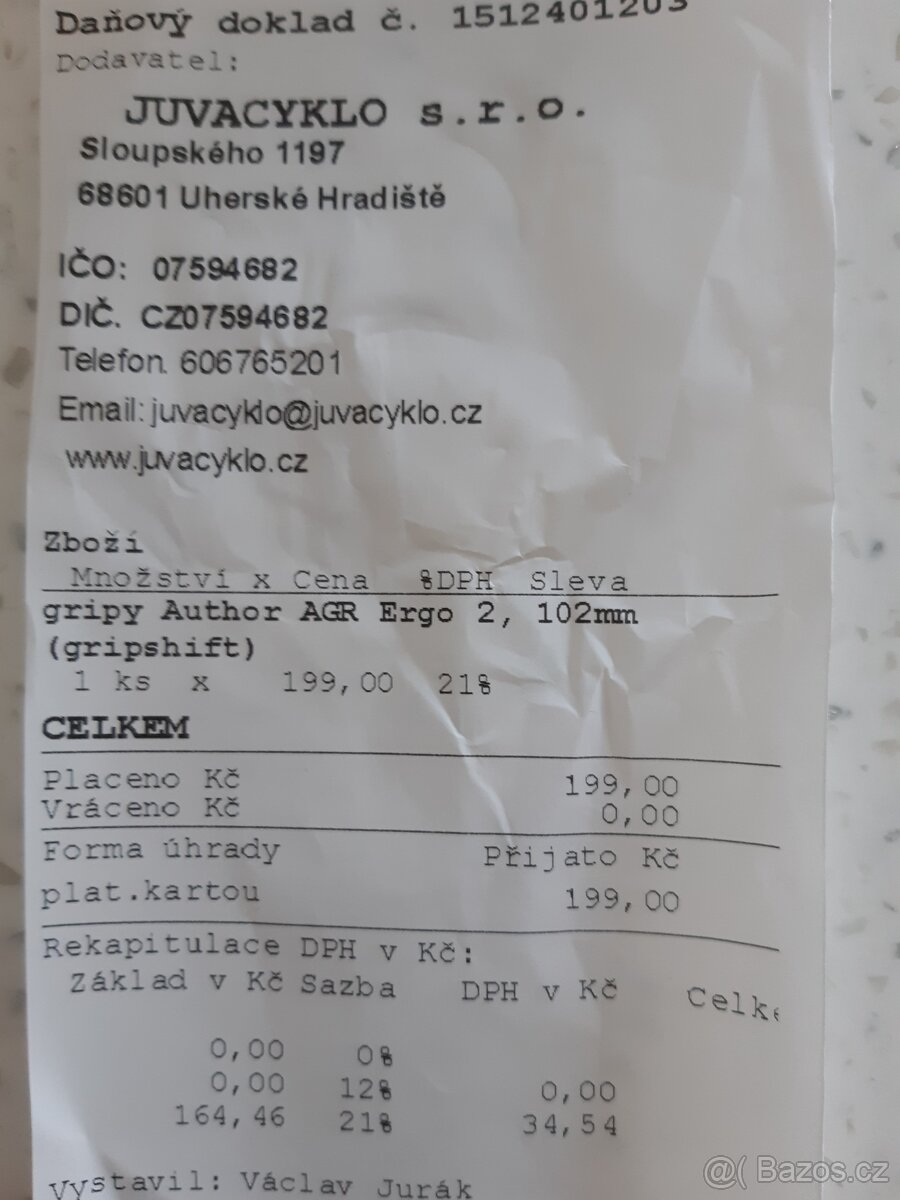 Daňový doklad č. 1512401203
Dodavatel:
JUVACYKLO s.r.o.
Sloupského 1197
68601 Uherské Hradiště
IČO: 07594682
DIČ. CZ07594682
Telefon. 606765201
Email: juvacyklo@juvacyklo.cz
www.juvacyklo.cz
Zboží
Množství x Cena %DPH Sleva
gripy Author AGR Ergo 2, 102mm
(gripshift)
1 ks x 199,00 21%
CELKEM
Placeno Kč 199,00
Vráceno Kč 0,00
Forma úhrady Přijato Kč
plat.kartou 199,00
Rekapitulace DPH v Kč:
Základ v Kč Sazba DPH v Kč
0,00 0%
0,00 12% 0,00
164,46 21% 34,54
Vystavil: Václav Jurák
@( Bazos.cz